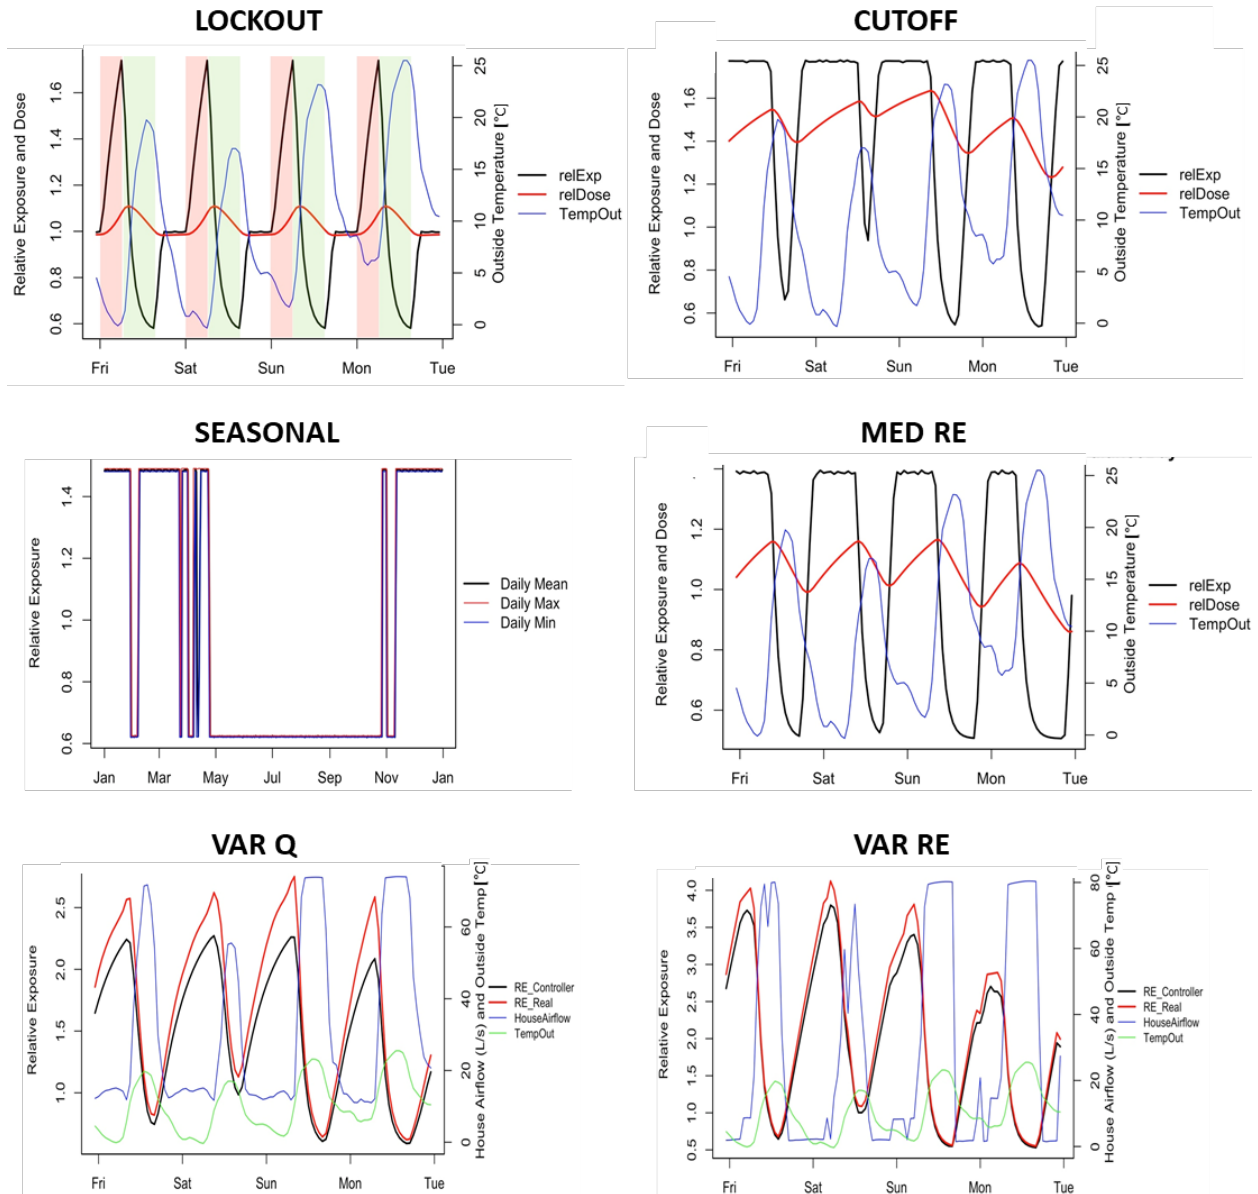 LOCKOUT
Relative Exposure and Dose
1.6
1.4
1.2
1.0
0.8
0.6
Fri Sat Sun Mon Tue
25
20
15
10
5
0
Outside Temperature [°C]
relExp
relDose
TempOut
CUTOFF
Relative Exposure and Dose
1.6
1.4
1.2
1.0
0.8
0.6
Fri Sat Sun Mon Tue
25
20
15
10
5
0
Outside Temperature [°C]
relExp
relDose
TempOut
SEASONAL
Relative Exposure
1.4
1.2
1.0
0.8
0.6
Jan Mar May Jul Sep Nov Jan
Daily Mean
Daily Max
Daily Min
MED RE
Relative Exposure and Dose
1.2
1.0
0.8
0.6
Fri Sat Sun Mon Tue
25
20
15
10
5
0
Outside Temperature [°C]
relExp
relDose
TempOut
VAR Q
Relative Exposure
2.5
2.0
1.5
1.0
Fri Sat Sun Mon Tue
60
40
20
0
House Airflow (L/s) and Outside Temp [°C]
RE_Controller
RE_Real
HouseAirflow
TempOut
VAR RE
Relative Exposure
4.0
3.5
3.0
2.5
2.0
1.5
1.0
0.5
Fri Sat Sun Mon Tue
80
60
40
20
0
House Airflow (L/s) and Outside Temp [°C]
RE_Controller
RE_Real
HouseAirflow
TempOut